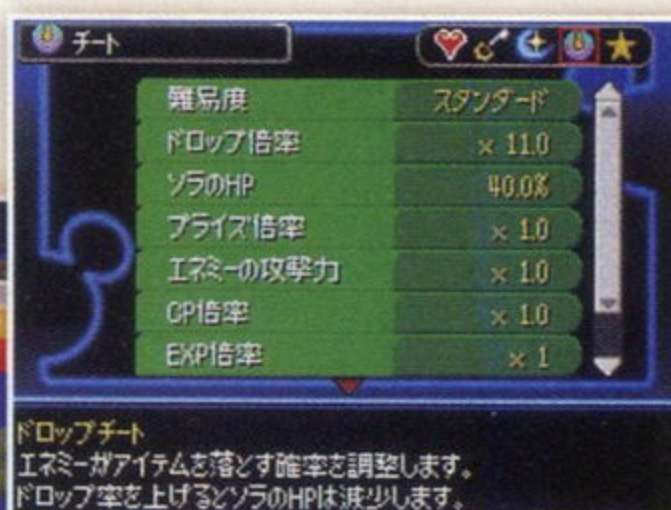 チート
難易度 スタンダード
ドロップ倍率 × 11.0
ソラのHP 40.0%
プライズ倍率 × 1.0
エネミーの攻撃力 × 1.0
CP倍率 × 1.0
EXP倍率 × 1
ドロップチート
エネミーがアイテムを落とす確率を調整します。
ドロップ率を上げるとソラのHPは減少します。